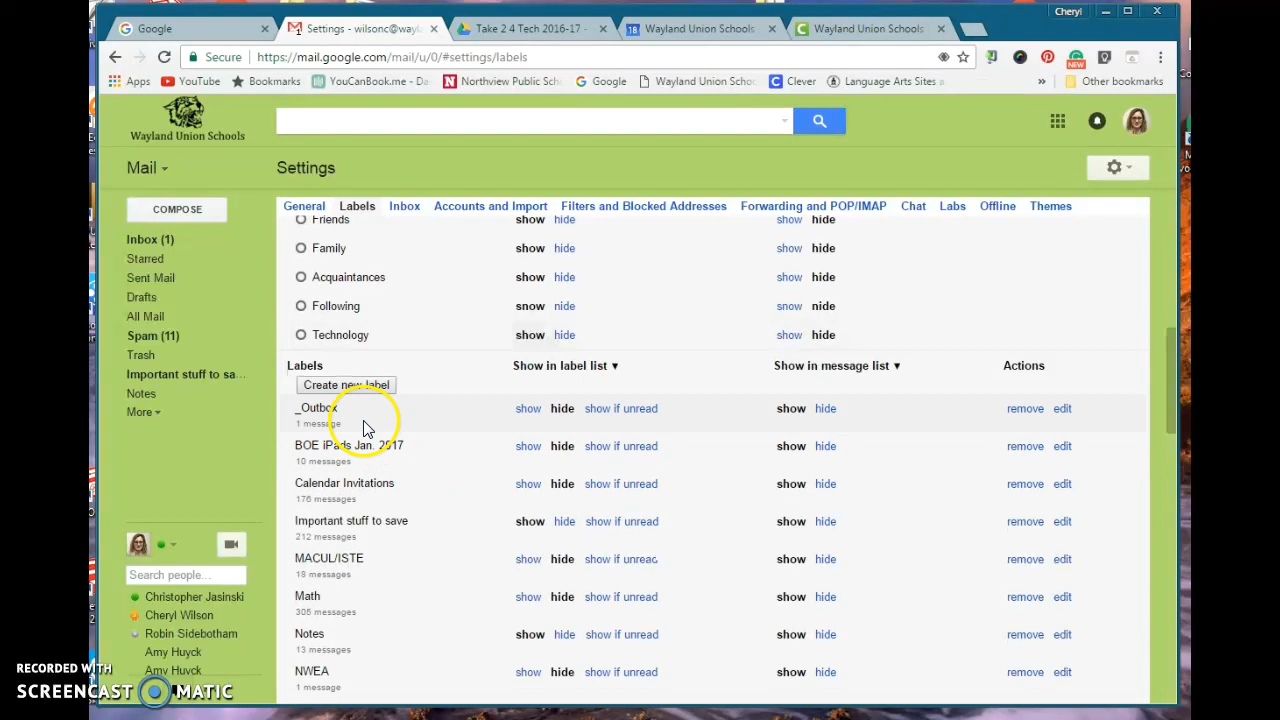 Cheryl
Google
Settings - wilsonc@wayl
Take 2 4 Tech 2016-17 -
18 Wayland Union Schools
Wayland Union Schools
Secure https://mail.google.com/mail/u/0/#settings/labels
NEW
Apps YouTube Bookmarks YouCanBook.me - Da N Northview Public Scho Google Wayland Union Schoo Clever Language Arts Sites » Other bookmarks
Wayland Union Schools
Mail
Settings
COMPOSE
General Labels Inbox Accounts and Import Filters and Blocked Addresses Forwarding and POP/IMAP Chat Labs Offline Themes
Inbox (1)
Starred
Sent Mail
Drafts
All Mail
Spam (11)
Trash
Important stuff to sa...
Notes
More
Friends show hide show hide
Family show hide show hide
Acquaintances show hide show hide
Following show hide show hide
Technology show hide show hide
Labels Show in label list ▼ Show in message list ▼ Actions
Create new label
_Outbox show hide show if unread show hide remove edit
1 message
BOE iPads Jan. 2017 show hide show if unread show hide remove edit
10 messages
Calendar Invitations show hide show if unread show hide remove edit
176 messages
Important stuff to save show hide show if unread show hide remove edit
212 messages
MACUL/ISTE show hide show if unread show hide remove edit
18 messages
Math show hide show if unread show hide remove edit
306 messages
Notes show hide show if unread show hide remove edit
13 messages
NWEA show hide show if unread show hide remove edit
1 message
Search people...
Christopher Jasinski
Cheryl Wilson
Robin Sidebotham
Amy Huyck
Amy Huyck
RECORDED WITH
SCREENCAST MATIC